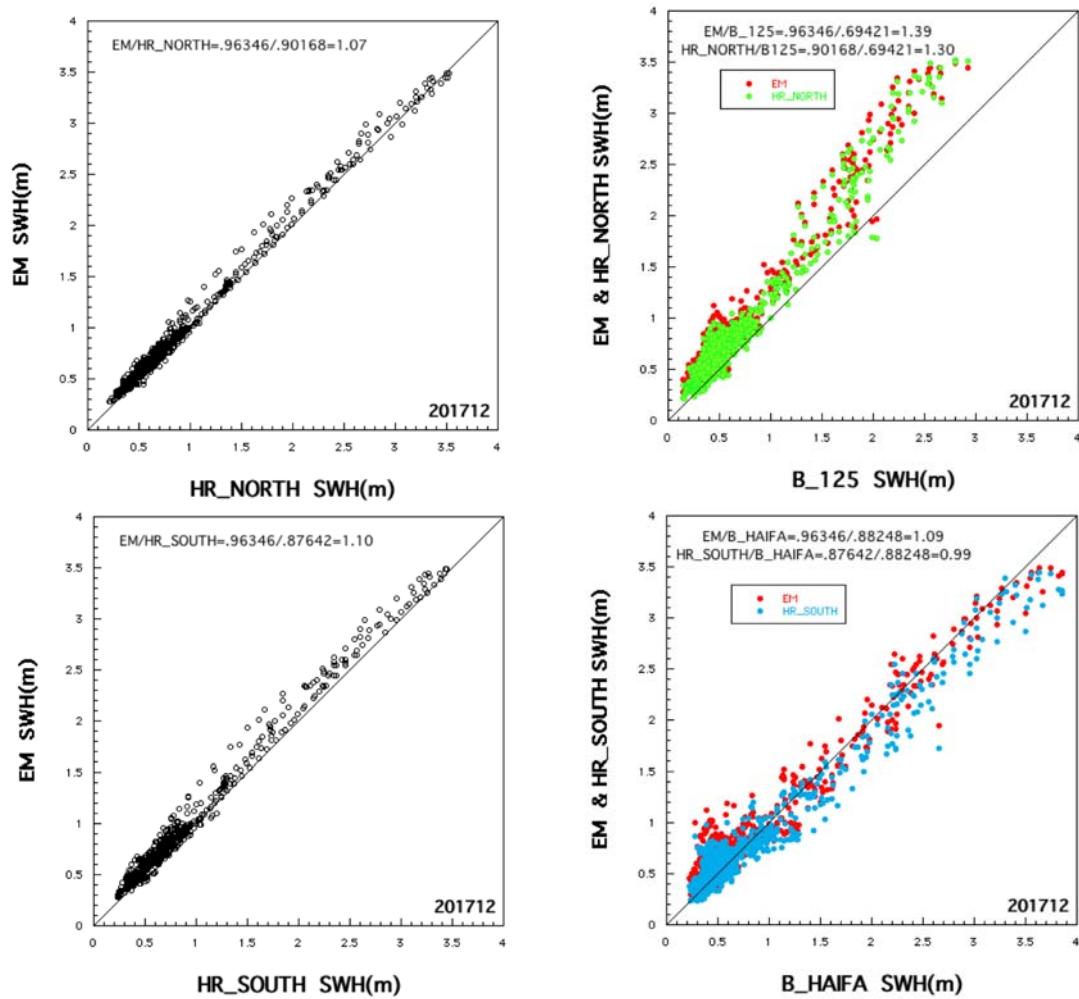 EM/HR_NORTH=.96346/.90168=1.07
EM SWH(m)
4
3.5
3
2.5
2
1.5
1
0.5
0
201712
0 0.5 1 1.5 2 2.5 3 3.5 4
HR_NORTH SWH(m)
EM/B_125=.96346/.69421=1.39
HR_NORTH/B125=.90168/.69421=1.30
EM
HR_NORTH
EM & HR_NORTH SWH(m)
4
3.5
3
2.5
2
1.5
1
0.5
0
201712
0 0.5 1 1.5 2 2.5 3 3.5 4
B_125 SWH(m)
EM/HR_SOUTH=.96346/.87642=1.10
EM SWH(m)
4
3.5
3
2.5
2
1.5
1
0.5
0
201712
0 0.5 1 1.5 2 2.5 3 3.5 4
HR_SOUTH SWH(m)
EM/B_HAIFA=.96346/.88248=1.09
HR_SOUTH/B_HAIFA=.87642/.88248=0.99
EM
HR_SOUTH
EM & HR_SOUTH SWH(m)
4
3.5
3
2.5
2
1.5
1
0.5
0
201712
0 0.5 1 1.5 2 2.5 3 3.5 4
B_HAIFA SWH(m)